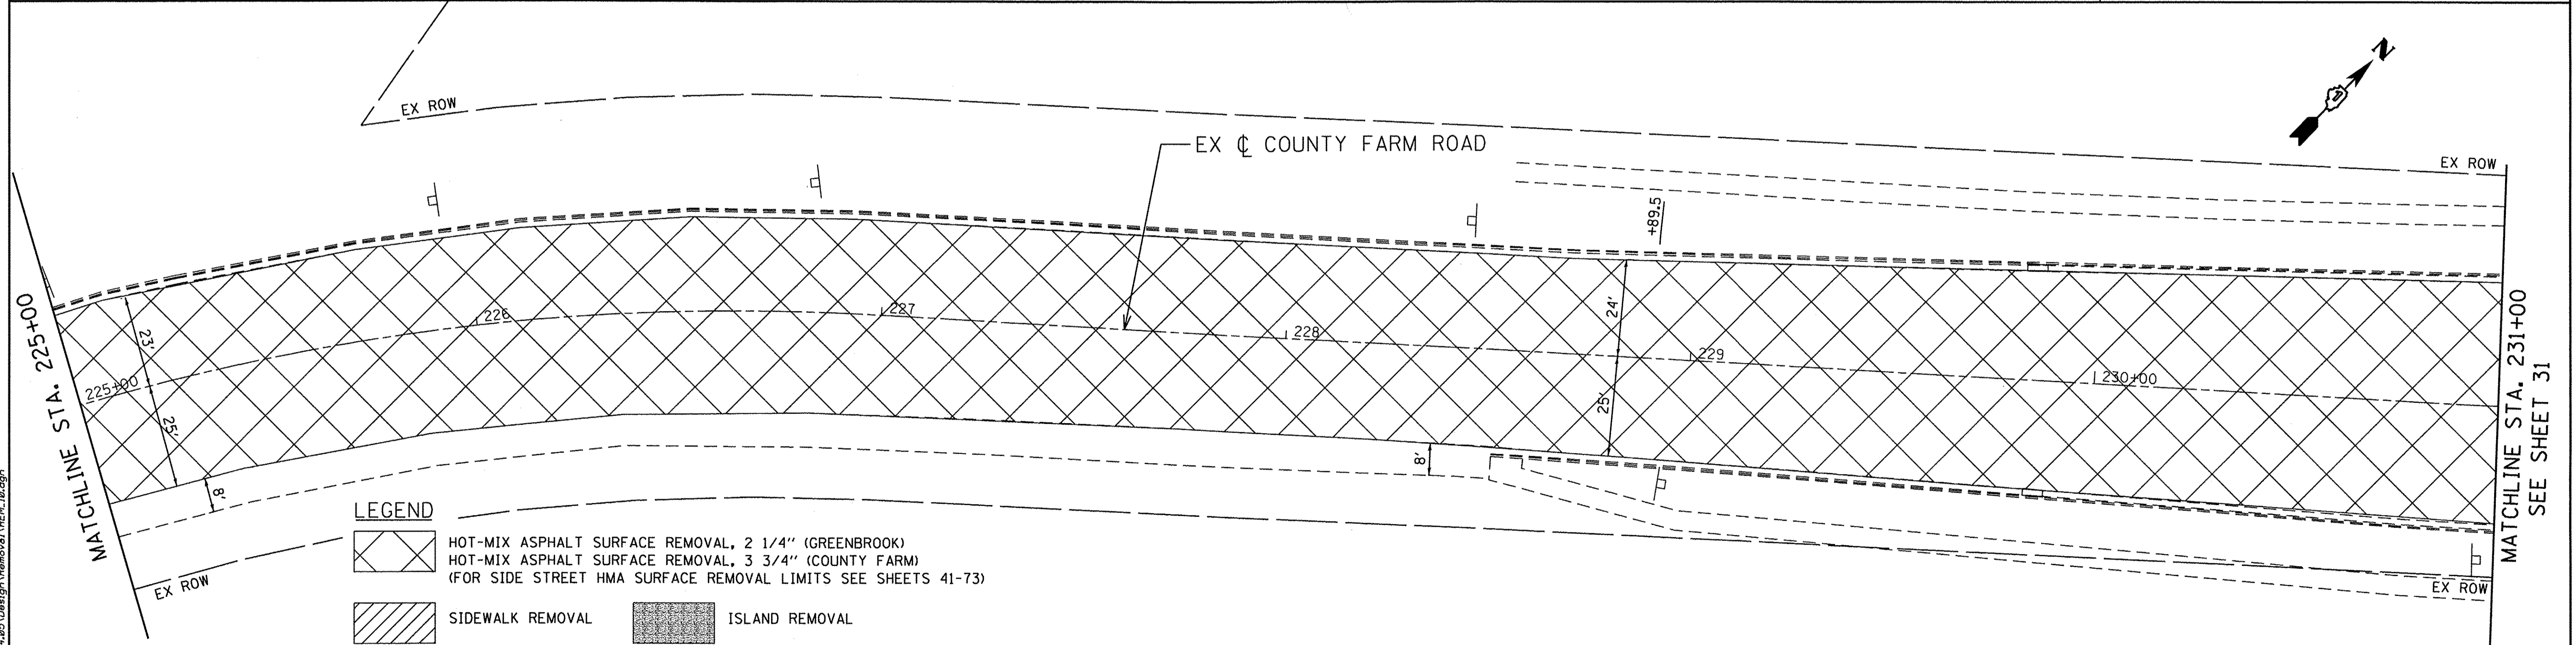 N
EX ROW
EX ℄ COUNTY FARM ROAD
EX ROW
+89.5
MATCHLINE STA. 225+00
23'
25'
225+00
226
227
228
24'
25'
229
230+00
8'
8'
MATCHLINE STA. 231+00
SEE SHEET 31
EX ROW
EX ROW
LEGEND
HOT-MIX ASPHALT SURFACE REMOVAL, 2 1/4" (GREENBROOK)
HOT-MIX ASPHALT SURFACE REMOVAL, 3 3/4" (COUNTY FARM)
(FOR SIDE STREET HMA SURFACE REMOVAL LIMITS SEE SHEETS 41-73)
SIDEWALK REMOVAL
ISLAND REMOVAL